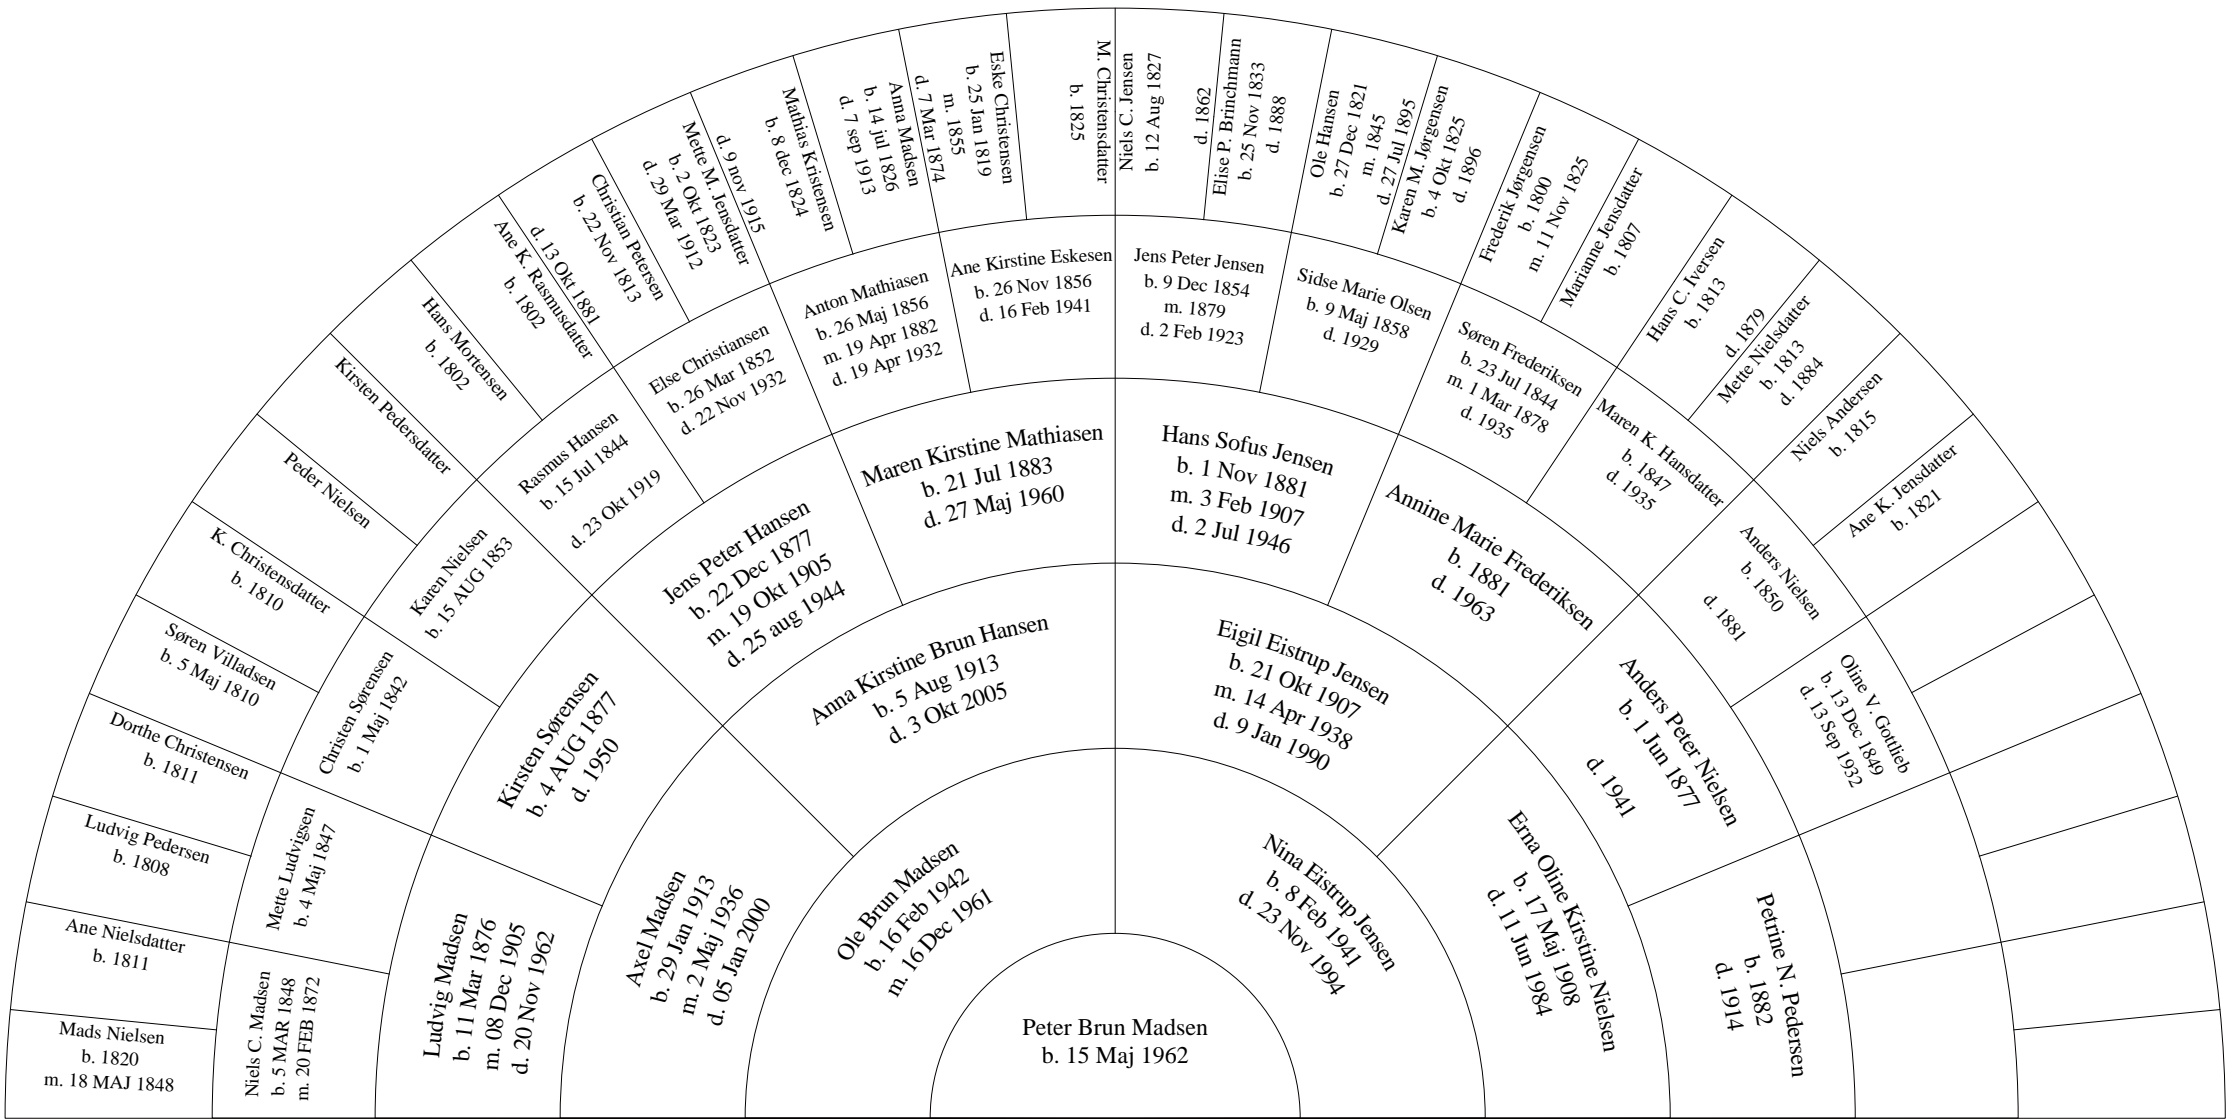 Peter Brun Madsen
b. 15 Maj 1962
Ole Brun Madsen
b. 16 Feb 1942
m. 16 Dec 1961
Nina Eistrup Jensen
b. 8 Feb 1941
d. 23 Nov 1994
Axel Madsen
b. 29 Jan 1913
m. 2 Maj 1936
d. 05 Jan 2000
Anna Kirstine Brun Hansen
b. 5 Aug 1913
d. 3 Okt 2005
Eigil Eistrup Jensen
b. 21 Okt 1907
m. 14 Apr 1938
d. 9 Jan 1990
Erna Oline Kirstine Nielsen
b. 17 Maj 1908
d. 11 Jun 1984
Ludvig Madsen
b. 11 Mar 1876
m. 08 Dec 1905
d. 20 Nov 1962
Kirsten Sørensen
b. 4 AUG 1877
d. 1950
Jens Peter Hansen
b. 22 Dec 1877
m. 19 Okt 1905
d. 25 aug 1944
Maren Kirstine Mathiasen
b. 21 Jul 1883
d. 27 Maj 1960
Hans Sofus Jensen
b. 1 Nov 1881
m. 3 Feb 1907
d. 2 Jul 1946
Annine Marie Frederiksen
b. 1881
d. 1963
Anders Peter Nielsen
b. 1 Jun 1877
d. 1941
Petrine N. Pedersen
b. 1882
d. 1914
Niels C. Madsen
b. 5 MAR 1848
m. 20 FEB 1872
Mette Ludvigsen
b. 4 Maj 1847
Christen Sørensen
b. 1 Maj 1842
Karen Nielsen
b. 15 AUG 1853
Rasmus Hansen
b. 15 Jul 1844
d. 23 Okt 1919
Else Christiansen
b. 26 Mar 1852
d. 22 Nov 1932
Anton Mathiasen
b. 26 Maj 1856
m. 19 Apr 1882
d. 19 Apr 1932
Ane Kirstine Eskesen
b. 26 Nov 1856
d. 16 Feb 1941
Jens Peter Jensen
b. 9 Dec 1854
m. 1879
d. 2 Feb 1923
Sidse Marie Olsen
b. 9 Maj 1858
d. 1929
Søren Frederiksen
b. 23 Jul 1844
m. 1 Mar 1878
d. 1935
Maren K. Hansdatter
b. 1847
d. 1935
Anders Nielsen
b. 1850
d. 1881
Oline V. Gottlieb
b. 13 Dec 1849
d. 13 Sep 1932
Mads Nielsen
b. 1820
m. 18 MAJ 1848
Ane Nielsdatter
b. 1811
Ludvig Pedersen
b. 1808
Dorthe Christensen
b. 1811
Søren Villadsen
b. 5 Maj 1810
K. Christensdatter
b. 1810
Peder Nielsen
Kirsten Pedersdatter
Hans Mortensen
b. 1802
Ane K. Rasmusdatter
b. 1802
Christian Petersen
b. 22 Nov 1813
d. 13 Okt 1881
Mette M. Jensdatter
b. 2 Okt 1823
d. 29 Mar 1912
Mathias Kristensen
b. 8 dec 1824
d. 9 nov 1915
Anna Madsen
b. 14 jul 1826
d. 7 sep 1913
Eske Christensen
b. 25 Jan 1819
m. 1855
d. 7 Mar 1874
M. Christensdatter
b. 1825
Niels C. Jensen
b. 12 Aug 1827
d. 1862
Elise P. Brinchmann
b. 25 Nov 1833
d. 1888
Ole Hansen
b. 27 Dec 1821
m. 1845
d. 27 Jul 1895
Karen M. Jørgensen
b. 4 Okt 1825
d. 1896
Frederik Jørgensen
b. 1800
m. 11 Nov 1825
Marianne Jensdatter
b. 1807
Hans C. Iversen
b. 1813
d. 1879
Mette Nielsdatter
b. 1813
d. 1884
Niels Andersen
b. 1815
Ane K. Jensdatter
b. 1821